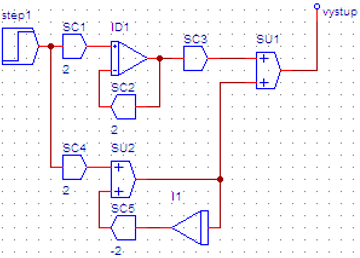 step1
SC1
ID1
SC3
SU1
vystup
2
SC2
2
SC4
SU2
2
SC5
I1
-2